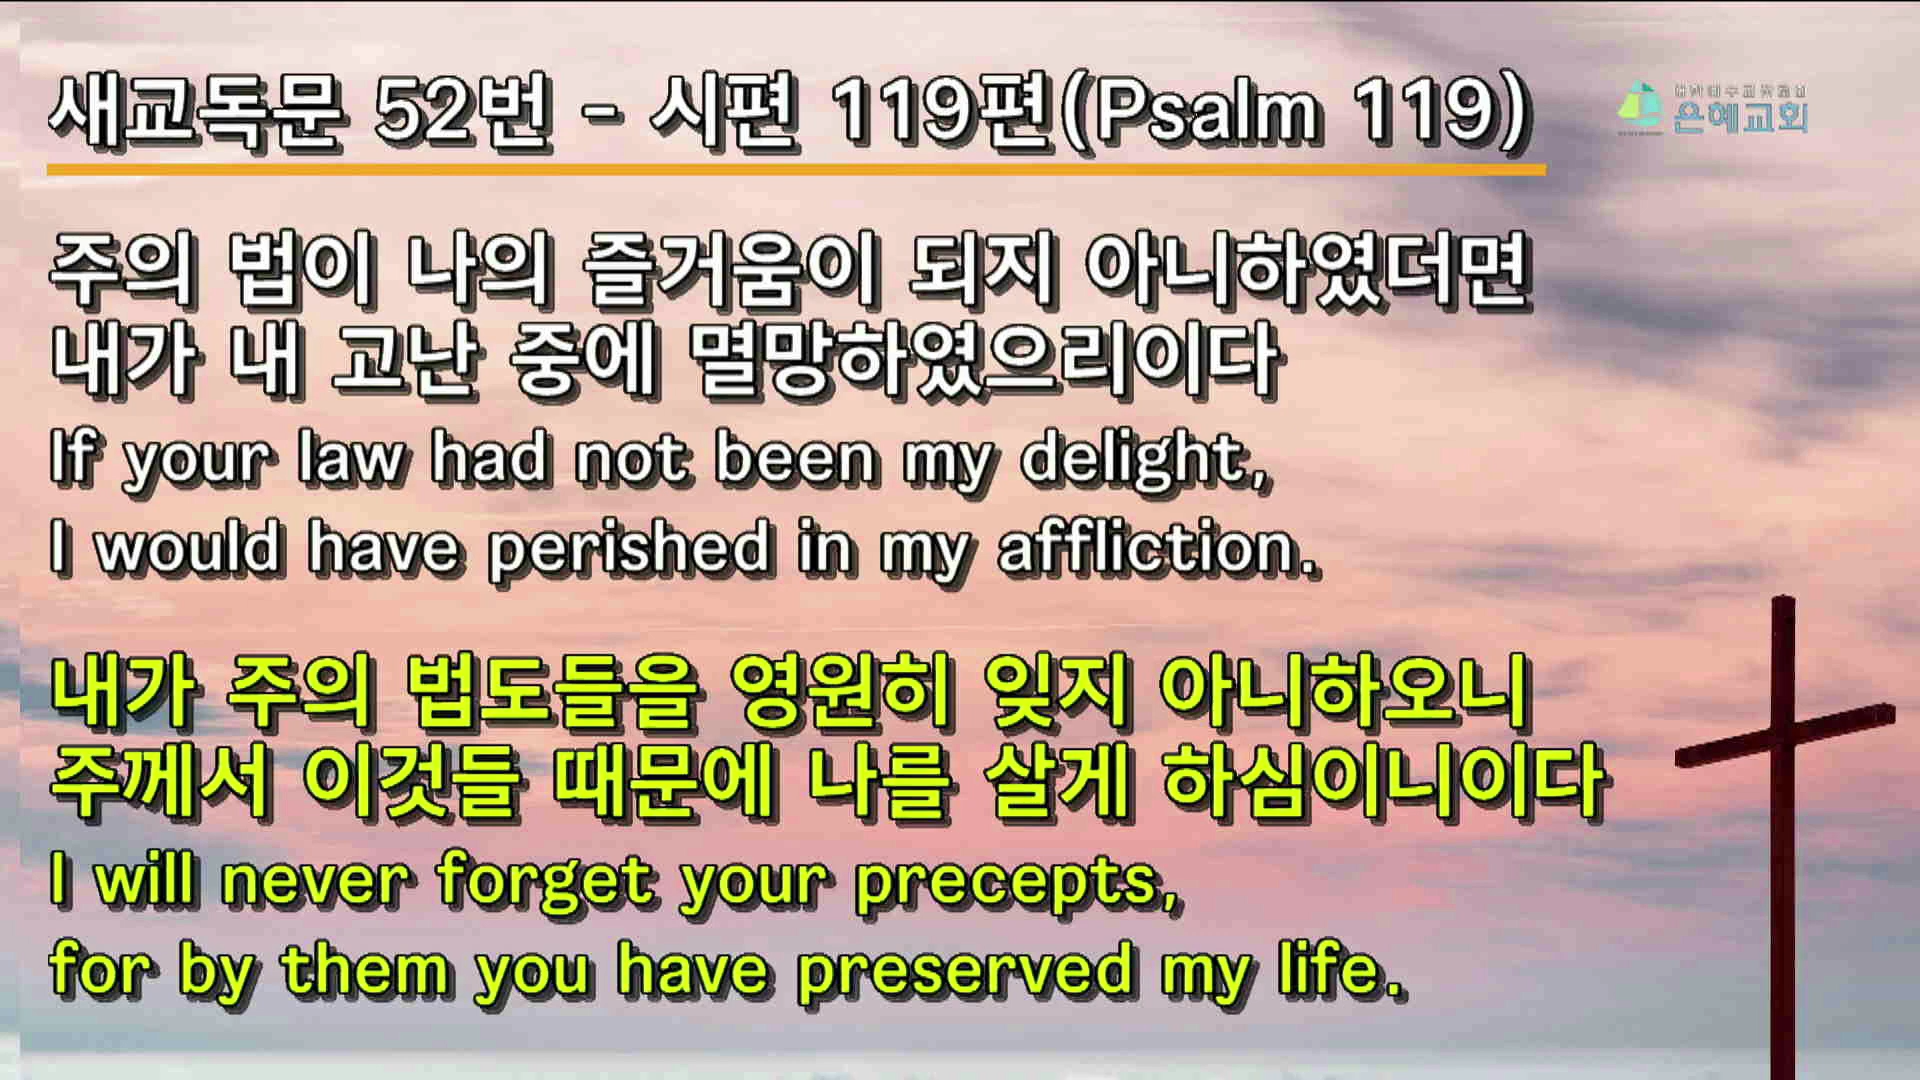 새교독문 52번 - 시편 119편(Psalm 119)
은혜교회
주의 법이 나의 즐거움이 되지 아니하였더면
내가 내 고난 중에 멸망하였으리이다
If your law had not been my delight,
I would have perished in my affliction.
내가 주의 법도들을 영원히 잊지 아니하오니
주께서 이것들 때문에 나를 살게 하심이니이다
I will never forget your precepts,
for by them you have preserved my life.